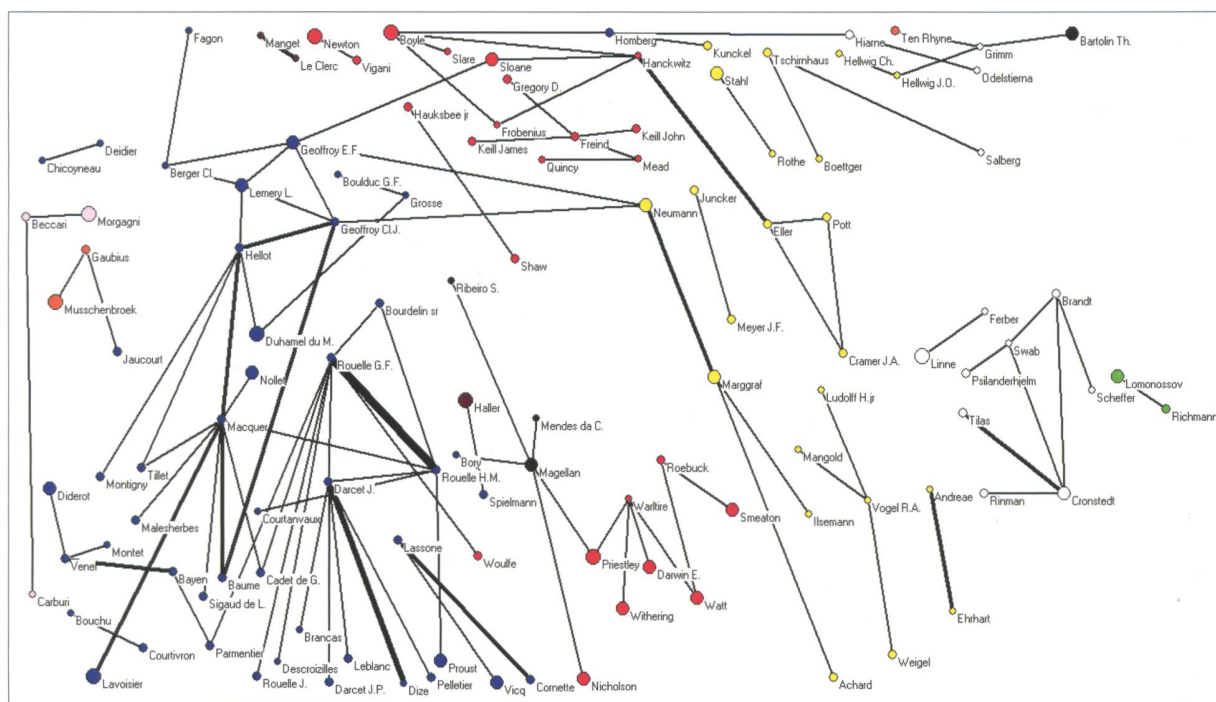 Fagon
Manget
Newton
Boyle
Homberg
Hiarne
Ten Rhyne
Bartolin Th.
Le Clerc
Vigani
Slare
Sloane
Kunckel
Hanckwitz
Tschirnhaus
Hellwig Ch.
Grimm
Odelstierna
Gregory D.
Stahl
Hellwig J.O.
Hauksbee jr
Frobenius
Keill John
Keill James
Freind
Deidier
Geoffroy E.F.
Chicoyneau
Berger Cl.
Quincy
Mead
Rothe
Boettger
Salberg
Boulduc G.F.
Lemery L.
Grosse
Juncker
Neumann
Beccari
Morgagni
Geoffroy Cl.J.
Eller
Pott
Hellot
Gaubius
Shaw
Ribeiro S.
Musschenbroek
Bourdelin sr
Brandt
Ferber
Duhamel du M.
Meyer J.F.
Swab
Jaucourt
Rouelle G.F.
Cramer J.A.
Linne
Nollet
Psilanderhjelm
Marggraf
Lomonossov
Haller
Ludolff H.jr
Scheffer
Richmann
Macquer
Mendes da C.
Tilas
Bory
Mangold
Tillet
Rouelle H.M.
Magellan
Roebuck
Montigny
Darcet J.
Diderot
Spielmann
Andreae
Rinman
Cronstedt
Warltire
Vogel R.A.
Malesherbes
Courtanvaux
Smeaton
Ilsemann
Lassone
Montet
Venel
Woulfe
Priestley
Darwin E.
Bayen
Baume
Cadet de G.
Carburi
Sigaud de L.
Watt
Withering
Bouchu
Ehrhart
Brancas
Courtivron
Parmentier
Leblanc
Weigel
Descroizilles
Proust
Lavoisier
Rouelle J.
Darcet J.P.
Dize
Pelletier
Vicq
Cornette
Nicholson
Achard